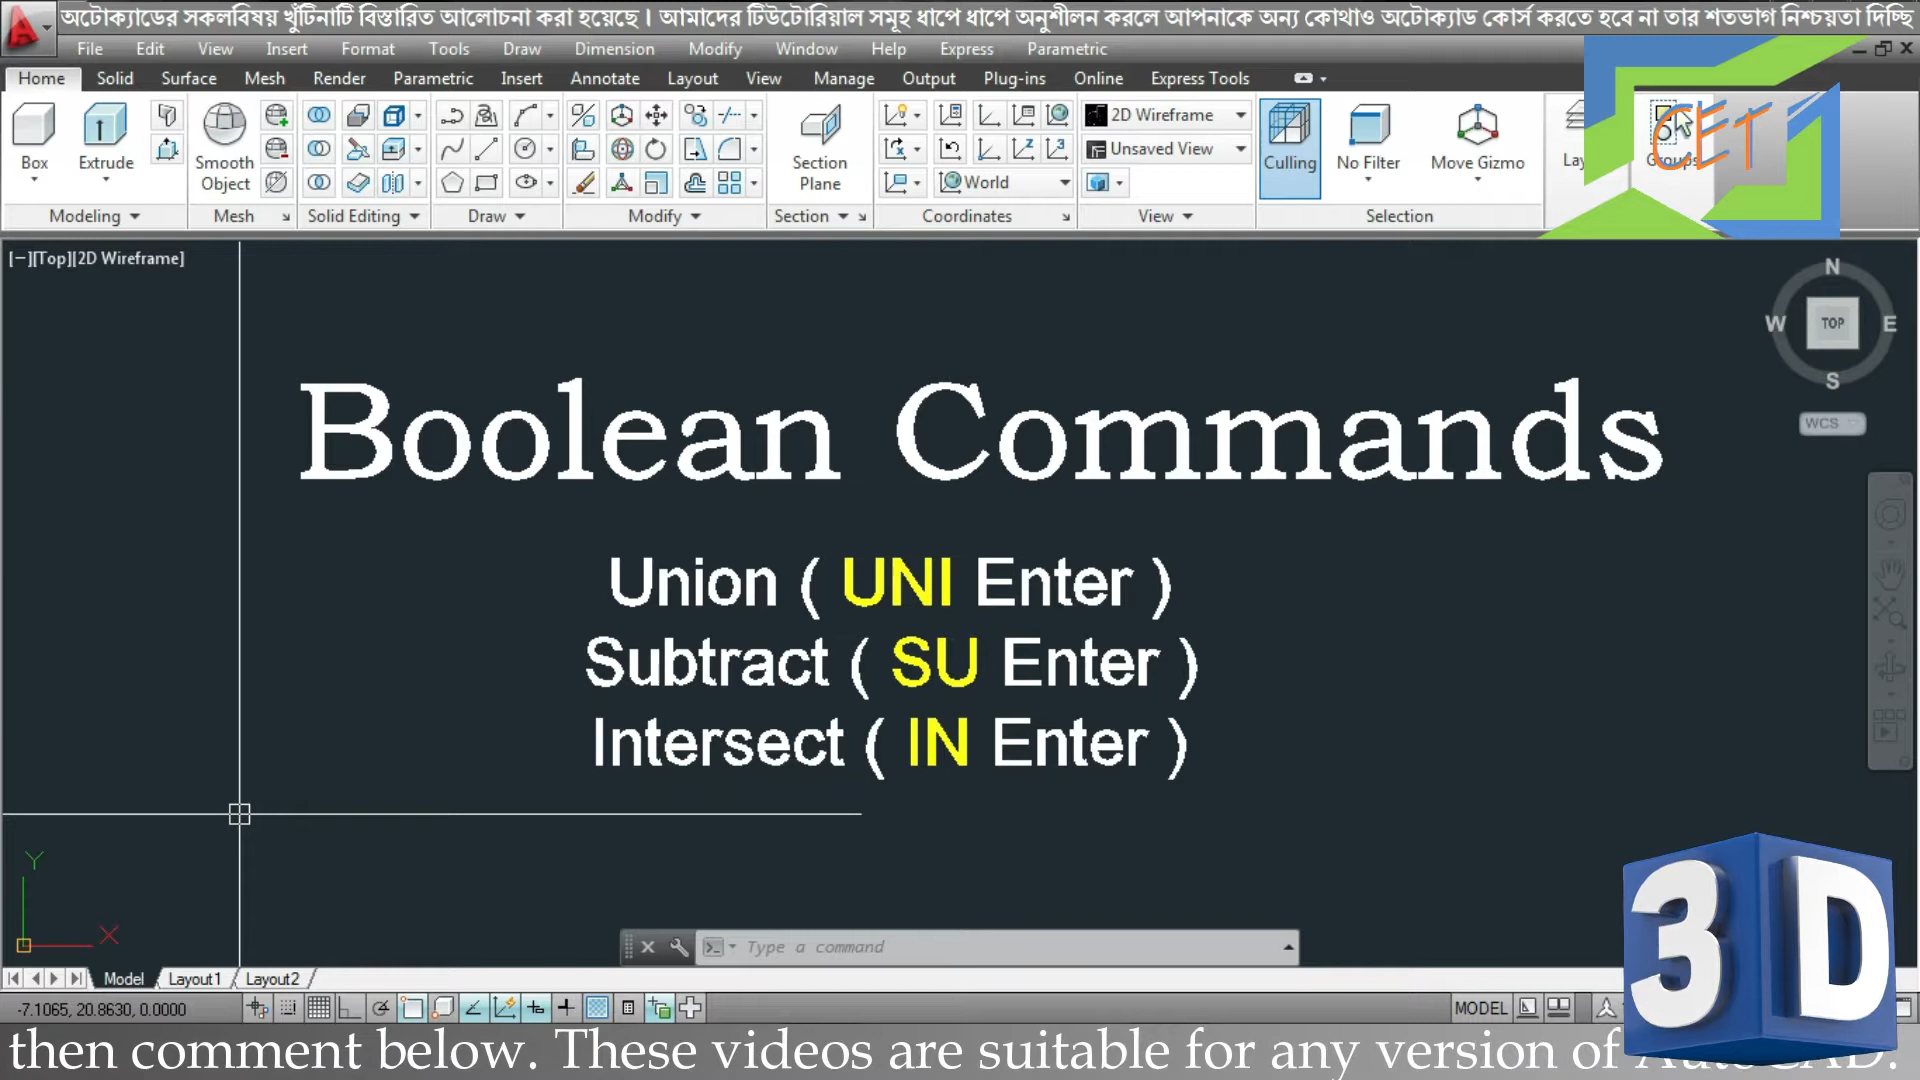 অটোক্যাডের সকলবিষয় খুঁটিনাটি বিস্তারিত আলোচনা করা হয়েছে। আমাদের টিউটোরিয়াল সমূহ ধাপে ধাপে অনুশীলন করলে আপনাকে অন্য কোথাও অটোক্যাড কোর্স করতে হবে না তার শতভাগ নিশ্চয়তা দিচ্ছি
File Edit View Insert Format Tools Draw Dimension Modify Window Help Express Parametric
Home Solid Surface Mesh Render Parametric Insert Annotate Layout View Manage Output Plug-ins Online Express Tools
2D Wireframe
Unsaved View
World
Box Extrude Smooth Object Section Plane Culling No Filter Move Gizmo Groups
CET
Modeling Mesh Solid Editing Draw Modify Section Coordinates View Selection
[−][Top][2D Wireframe]
N
W TOP E
S
WCS
Boolean Commands
Union ( UNI Enter )
Subtract ( SU Enter )
Intersect ( IN Enter )
Y
X
Type a command
3D
Model Layout1 Layout2
-7.1065, 20.8630, 0.0000
MODEL
then comment below. These videos are suitable for any version of AutoCAD.